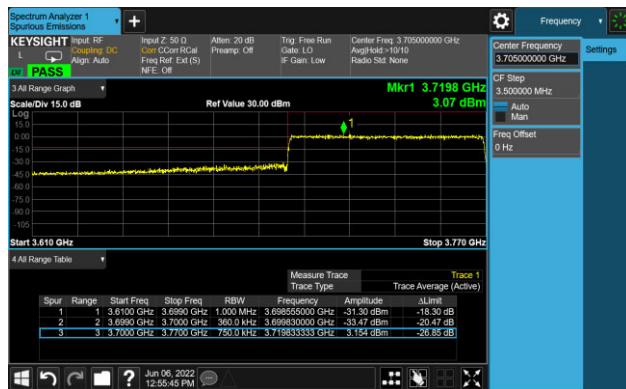 Spectrum Analyzer 1
Spurious Emissions
Frequency
KEYSIGHT
L
PASS
Input: RF
Coupling: DC
Align: Auto
Input Z: 50 Ω
Corr CCorr RCal
Freq Ref: Ext (S)
NFE: Off
Atten: 20 dB
Preamp: Off
Trig: Free Run
Gate: LO
IF Gain: Low
Center Freq: 3.705000000 GHz
Avg|Hold:>10/10
Radio Std: None
Center Frequency
3.705000000 GHz
Settings
CF Step
3.500000 MHz
Auto
Man
Freq Offset
0 Hz
3 All Range Graph
Mkr1 3.7198 GHz
Scale/Div 15.0 dB
Ref Value 30.00 dBm
3.07 dBm
Log
15.0
0.00
-15.0
-30.0
-45.0
-60.0
-75.0
-90.0
-105
1
Start 3.610 GHz
Stop 3.770 GHz
4 All Range Table
Measure Trace Trace 1
Trace Type Trace Average (Active)
Spur Range Start Freq Stop Freq RBW Frequency Amplitude ΔLimit
1 1 3.6100 GHz 3.6990 GHz 1.000 MHz 3.698555000 GHz -31.30 dBm -18.30 dB
2 2 3.6990 GHz 3.7000 GHz 360.0 kHz 3.699830000 GHz -33.47 dBm -20.47 dB
3 3 3.7000 GHz 3.7700 GHz 750.0 kHz 3.719833333 GHz 3.154 dBm -26.85 dB
Jun 06, 2022
12:55:45 PM